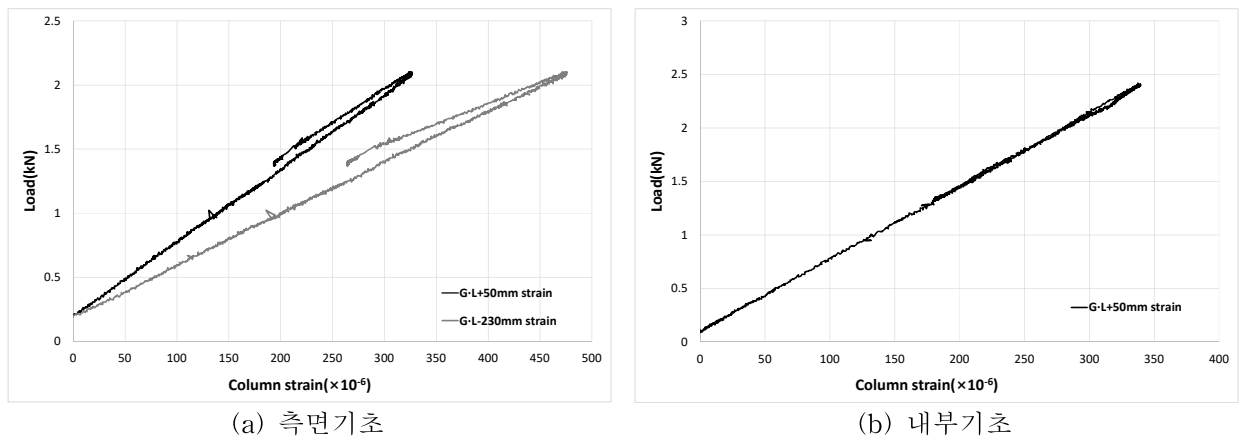 2.5
2
1.5
1
0.5
0
Load(kN)
0 50 100 150 200 250 300 350 400 450 500
Column strain(×10-6)
G·L+50mm strain
G·L-230mm strain
(a) 측면기초
3
2.5
2
1.5
1
0.5
0
Load(kN)
0 50 100 150 200 250 300 350 400
Column strain(×10-6)
G·L+50mm strain
(b) 내부기초